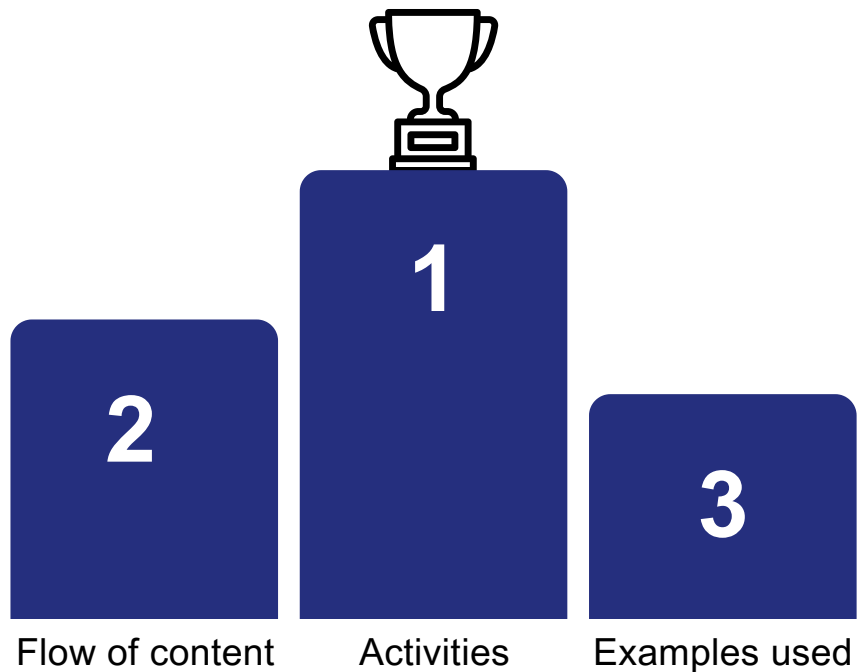 1
2
3
Flow of content
Activities
Examples used